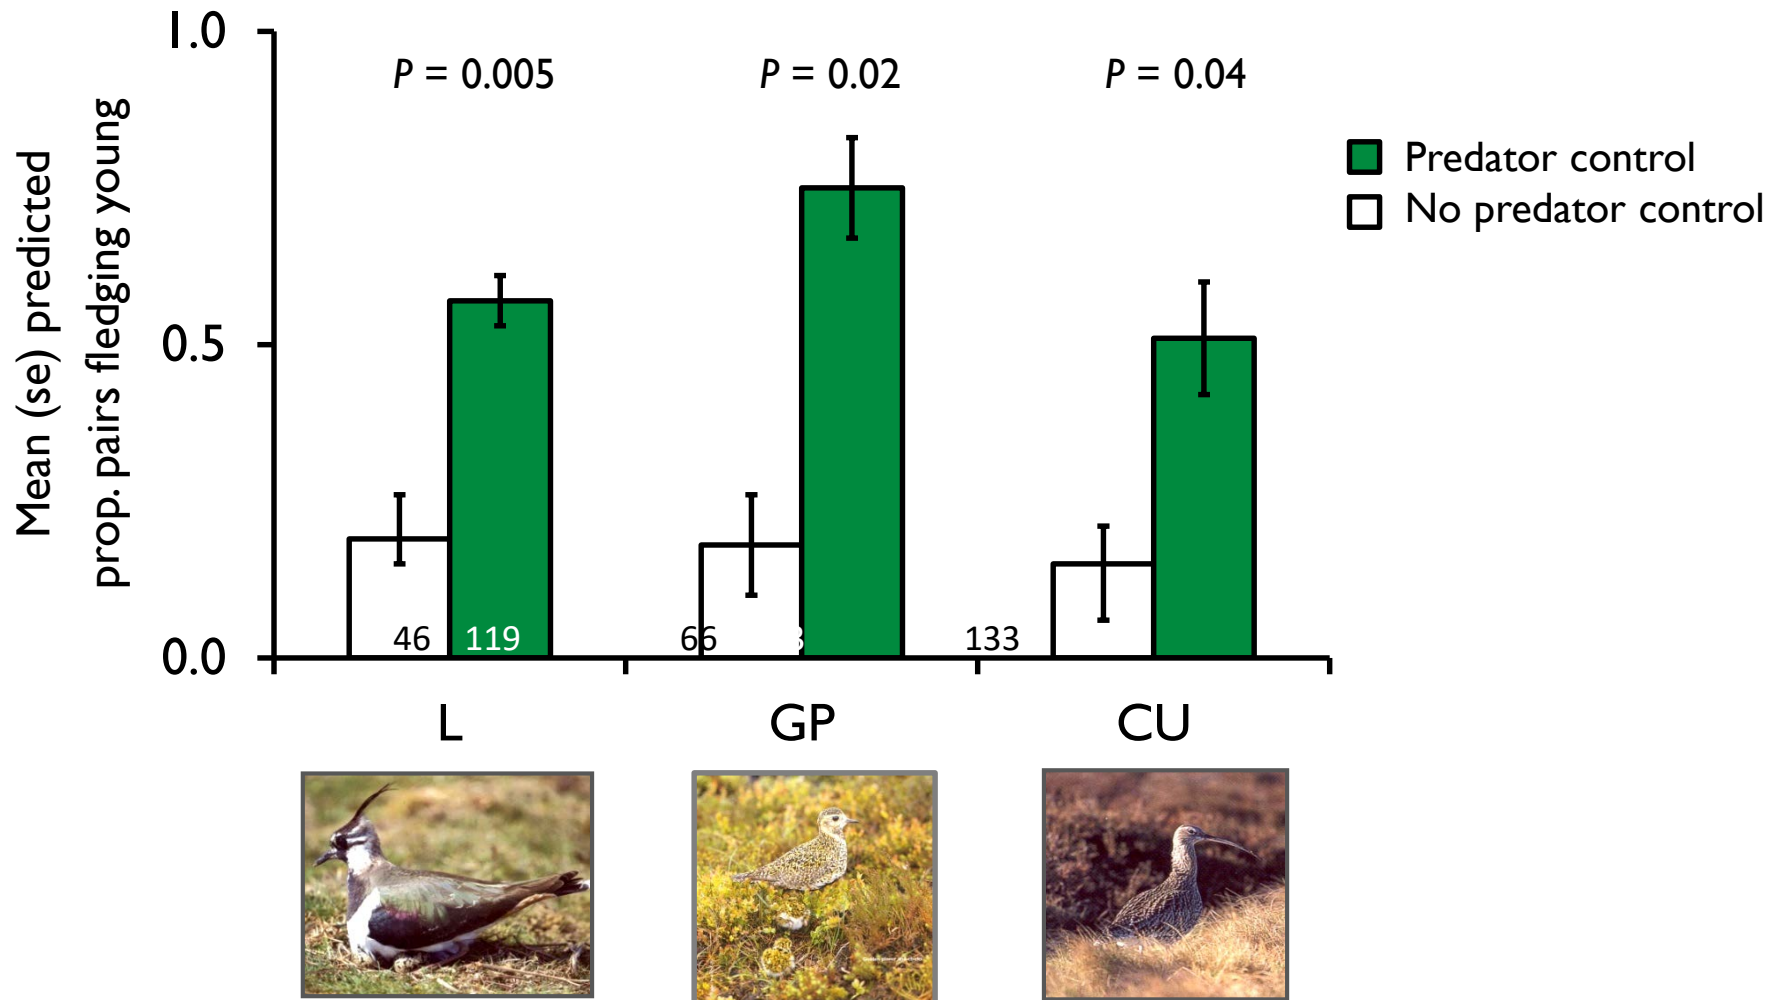 1.0
P = 0.005
P = 0.02
P = 0.04
Mean (se) predicted
prop. pairs fledging young
Predator control
No predator control
0.5
46
119
66
133
0.0
L
GP
CU